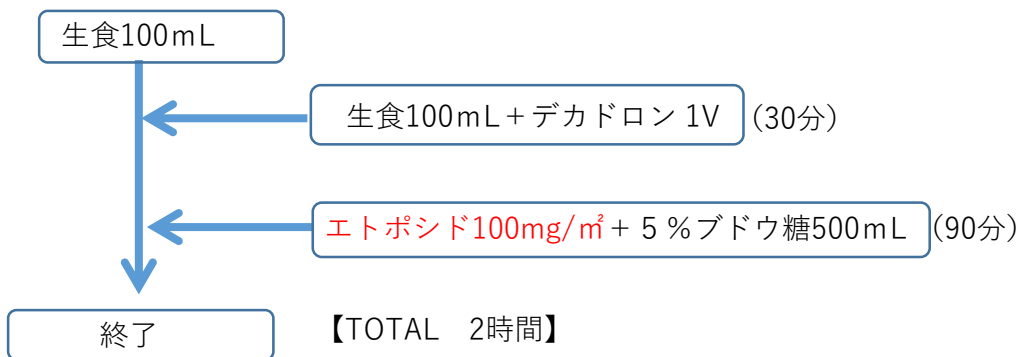 生食100mL
生食100mL+デカドロン 1V (30分)
エトポシド100mg/㎡+5%ブドウ糖500mL (90分)
終了 【TOTAL 2時間】